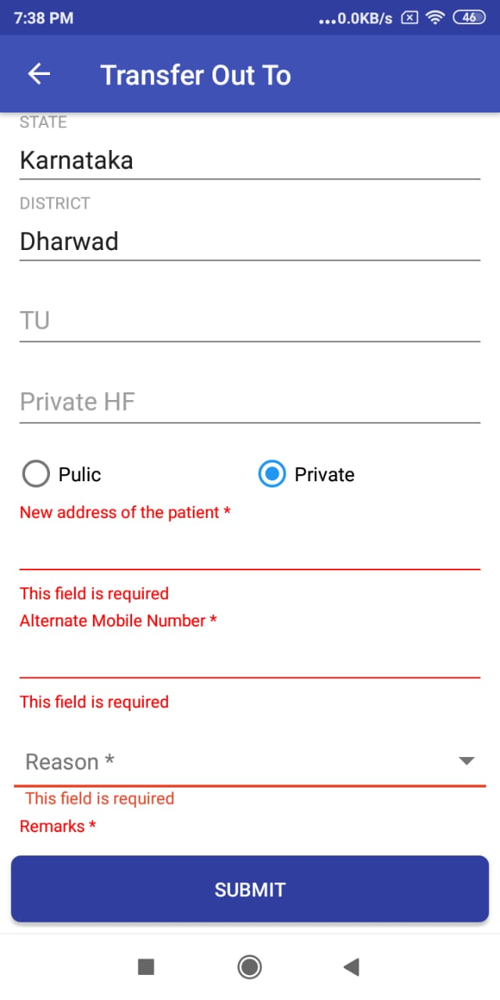 7:38 PM ...0.0KB/s 46
Transfer Out To
STATE
Karnataka
DISTRICT
Dharwad
TU
Private HF
Pulic Private
New address of the patient *
This field is required
Alternate Mobile Number *
This field is required
Reason *
This field is required
Remarks *
SUBMIT